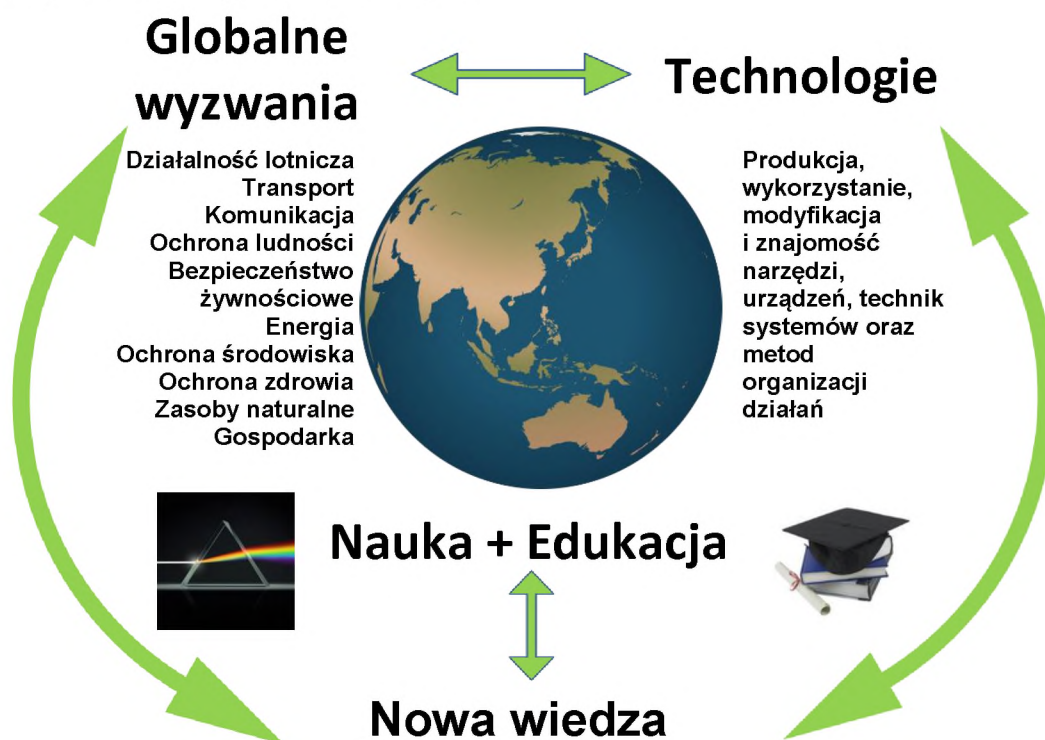 Globalne
wyzwania
Technologie
Działalność lotnicza
Transport
Komunikacja
Ochrona ludności
Bezpieczeństwo
żywnościowe
Energia
Ochrona środowiska
Ochrona zdrowia
Zasoby naturalne
Gospodarka
Produkcja,
wykorzystanie,
modyfikacja
i znajomość
narzędzi,
urządzeń, technik
systemów oraz
metod
organizacji
działań
Nauka + Edukacja
Nowa wiedza